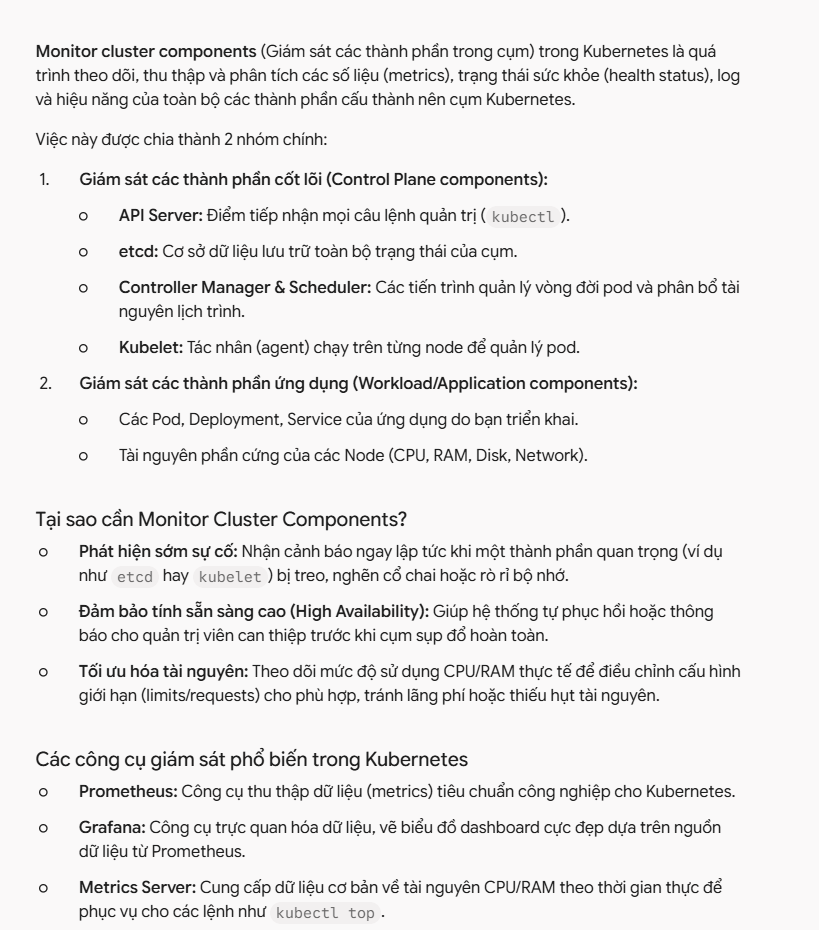 Monitor cluster components (Giám sát các thành phần trong cụm) trong Kubernetes là quá
trình theo dõi, thu thập và phân tích các số liệu (metrics), trạng thái sức khỏe (health status), log
và hiệu năng của toàn bộ các thành phần cấu thành nên cụm Kubernetes.
Việc này được chia thành 2 nhóm chính:
1. Giám sát các thành phần cốt lõi (Control Plane components):
o API Server: Điểm tiếp nhận mọi câu lệnh quản trị ( kubectl ).
o etcd: Cơ sở dữ liệu lưu trữ toàn bộ trạng thái của cụm.
o Controller Manager & Scheduler: Các tiến trình quản lý vòng đời pod và phân bổ tài
nguyên lịch trình.
o Kubelet: Tác nhân (agent) chạy trên từng node để quản lý pod.
2. Giám sát các thành phần ứng dụng (Workload/Application components):
o Các Pod, Deployment, Service của ứng dụng do bạn triển khai.
o Tài nguyên phần cứng của các Node (CPU, RAM, Disk, Network).
Tại sao cần Monitor Cluster Components?
o Phát hiện sớm sự cố: Nhận cảnh báo ngay lập tức khi một thành phần quan trọng (ví dụ
như etcd hay kubelet ) bị treo, nghẽn cổ chai hoặc rò rỉ bộ nhớ.
o Đảm bảo tính sẵn sàng cao (High Availability): Giúp hệ thống tự phục hồi hoặc thông
báo cho quản trị viên can thiệp trước khi cụm sụp đổ hoàn toàn.
o Tối ưu hóa tài nguyên: Theo dõi mức độ sử dụng CPU/RAM thực tế để điều chỉnh cấu hình
giới hạn (limits/requests) cho phù hợp, tránh lãng phí hoặc thiếu hụt tài nguyên.
Các công cụ giám sát phổ biến trong Kubernetes
o Prometheus: Công cụ thu thập dữ liệu (metrics) tiêu chuẩn công nghiệp cho Kubernetes.
o Grafana: Công cụ trực quan hóa dữ liệu, vẽ biểu đồ dashboard cực đẹp dựa trên nguồn
dữ liệu từ Prometheus.
o Metrics Server: Cung cấp dữ liệu cơ bản về tài nguyên CPU/RAM theo thời gian thực để
phục vụ cho các lệnh như kubectl top .